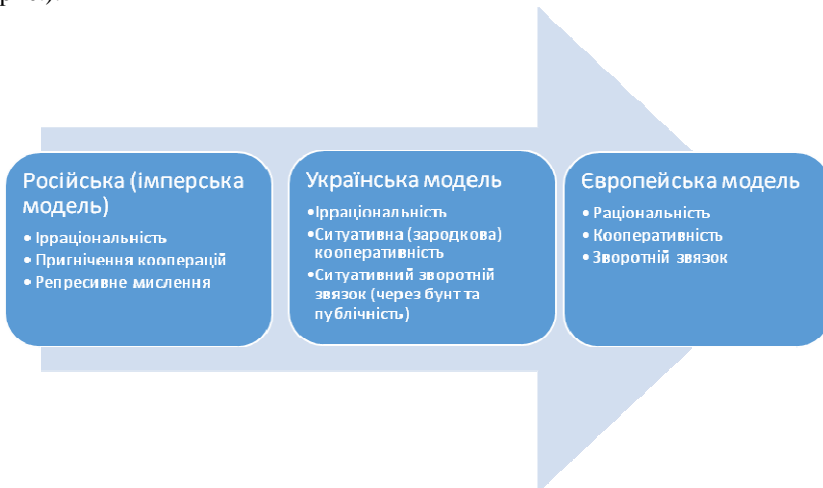 Російська (імперська
модель)
• Ірраціональність
• Пригнічення кооперацій
• Репресивне мислення
Українська модель
•Ірраціональність
•Ситуативна (зародкова)
кооперативність
•Ситуативний зворотній
звязок (через бунт та
публічність)
Європейська модель
• Раціональність
• Кооперативність
• Зворотній звязок